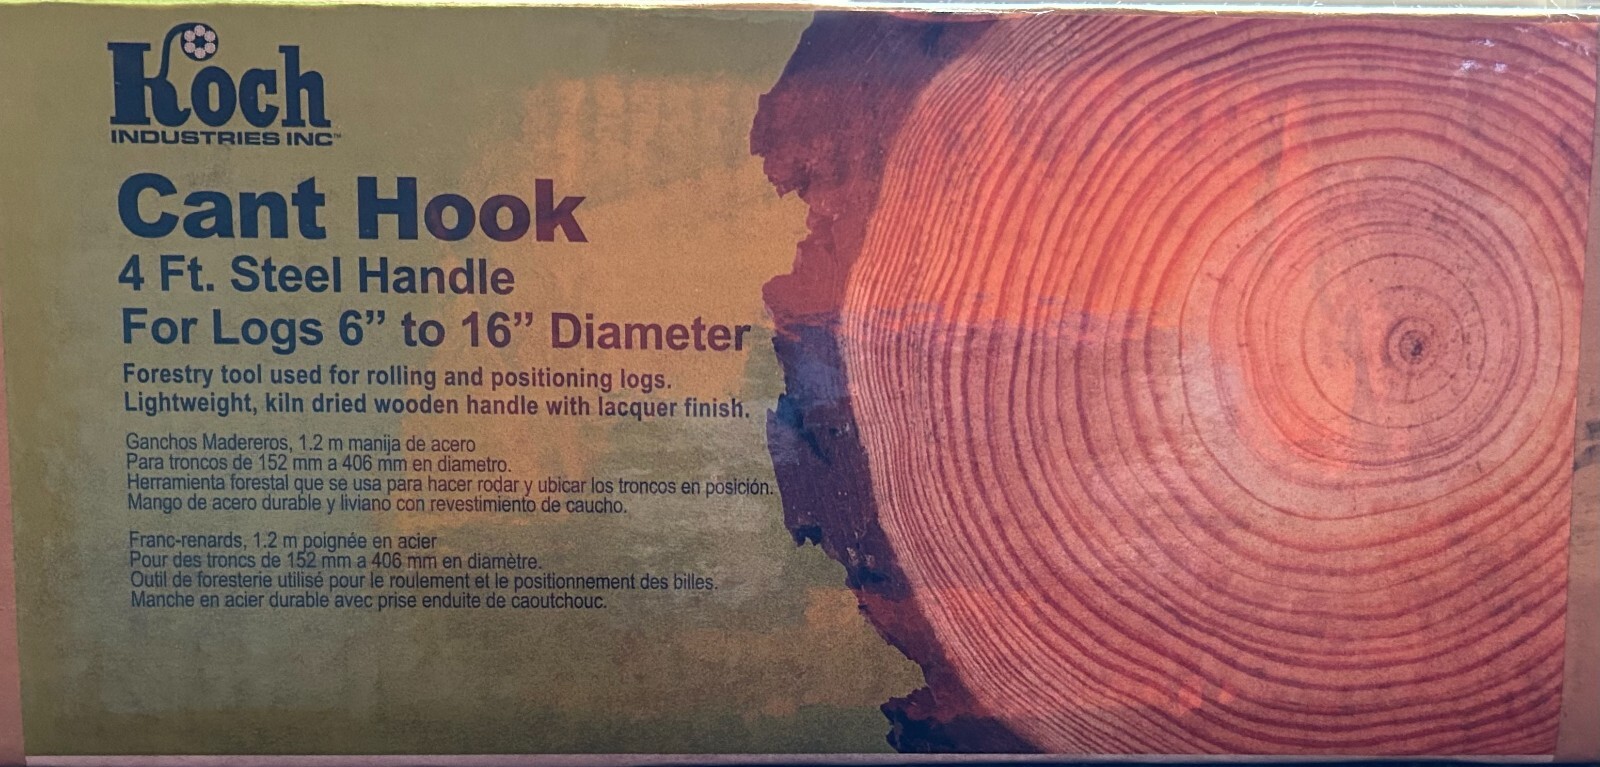 Koch
INDUSTRIES INC™
Cant Hook
4 Ft. Steel Handle
For Logs 6” to 16” Diameter
Forestry tool used for rolling and positioning logs.
Lightweight, kiln dried wooden handle with lacquer finish.
Ganchos Madereros, 1.2 m manija de acero
Para troncos de 152 mm a 406 mm en diametro.
Herramienta forestal que se usa para hacer rodar y ubicar los troncos en posición.
Mango de acero durable y liviano con revestimiento de caucho.
Franc-renards, 1.2 m poignée en acier
Pour des troncs de 152 mm a 406 mm en diamètre.
Outil de foresterie utilisé pour le roulement et le positionnement des billes.
Manche en acier durable avec prise enduite de caoutchouc.